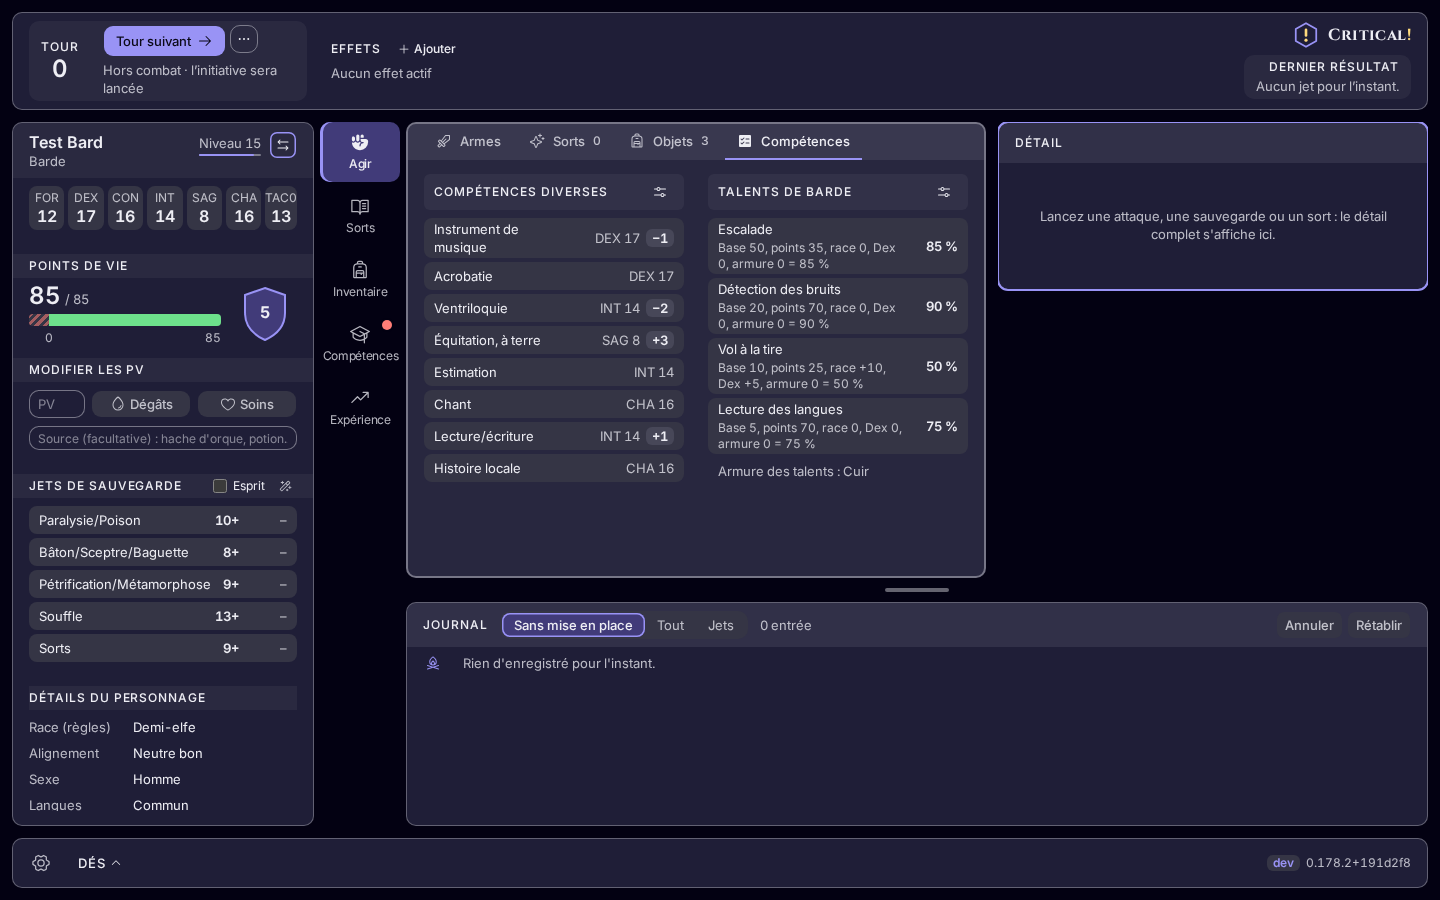 TOUR
0
Tour suivant
Hors combat · l'initiative sera
lancée
EFFETS
Ajouter
Aucun effet actif
CRITICAL!
DERNIER RÉSULTAT
Aucun jet pour l'instant.
Test Bard
Barde
Niveau 15
FOR DEX CON INT SAG CHA TAC0
12 17 16 14 8 16 13
POINTS DE VIE
85 / 85
0 85
5
MODIFIER LES PV
PV
Dégâts
Soins
Source (facultative) : hache d'orque, potion.
JETS DE SAUVEGARDE
Esprit
Paralysie/Poison 10+ –
Bâton/Sceptre/Baguette 8+ –
Pétrification/Métamorphose 9+ –
Souffle 13+ –
Sorts 9+ –
DÉTAILS DU PERSONNAGE
Race (règles) Demi-elfe
Alignement Neutre bon
Sexe Homme
Langues Commun
Agir
Sorts
Inventaire
Compétences
Expérience
Armes
Sorts 0
Objets 3
Compétences
COMPÉTENCES DIVERSES
Instrument de
musique
DEX 17 −1
Acrobatie DEX 17
Ventriloquie INT 14 −2
Équitation, à terre SAG 8 +3
Estimation INT 14
Chant CHA 16
Lecture/écriture INT 14 +1
Histoire locale CHA 16
TALENTS DE BARDE
Escalade
Base 50, points 35, race 0, Dex
0, armure 0 = 85 %
85 %
Détection des bruits
Base 20, points 70, race 0, Dex
0, armure 0 = 90 %
90 %
Vol à la tire
Base 10, points 25, race +10,
Dex +5, armure 0 = 50 %
50 %
Lecture des langues
Base 5, points 70, race 0, Dex 0,
armure 0 = 75 %
75 %
Armure des talents : Cuir
DÉTAIL
Lancez une attaque, une sauvegarde ou un sort : le détail
complet s'affiche ici.
JOURNAL
Sans mise en place
Tout
Jets
0 entrée
Annuler
Rétablir
Rien d'enregistré pour l'instant.
DÉS
dev 0.178.2+191d2f8